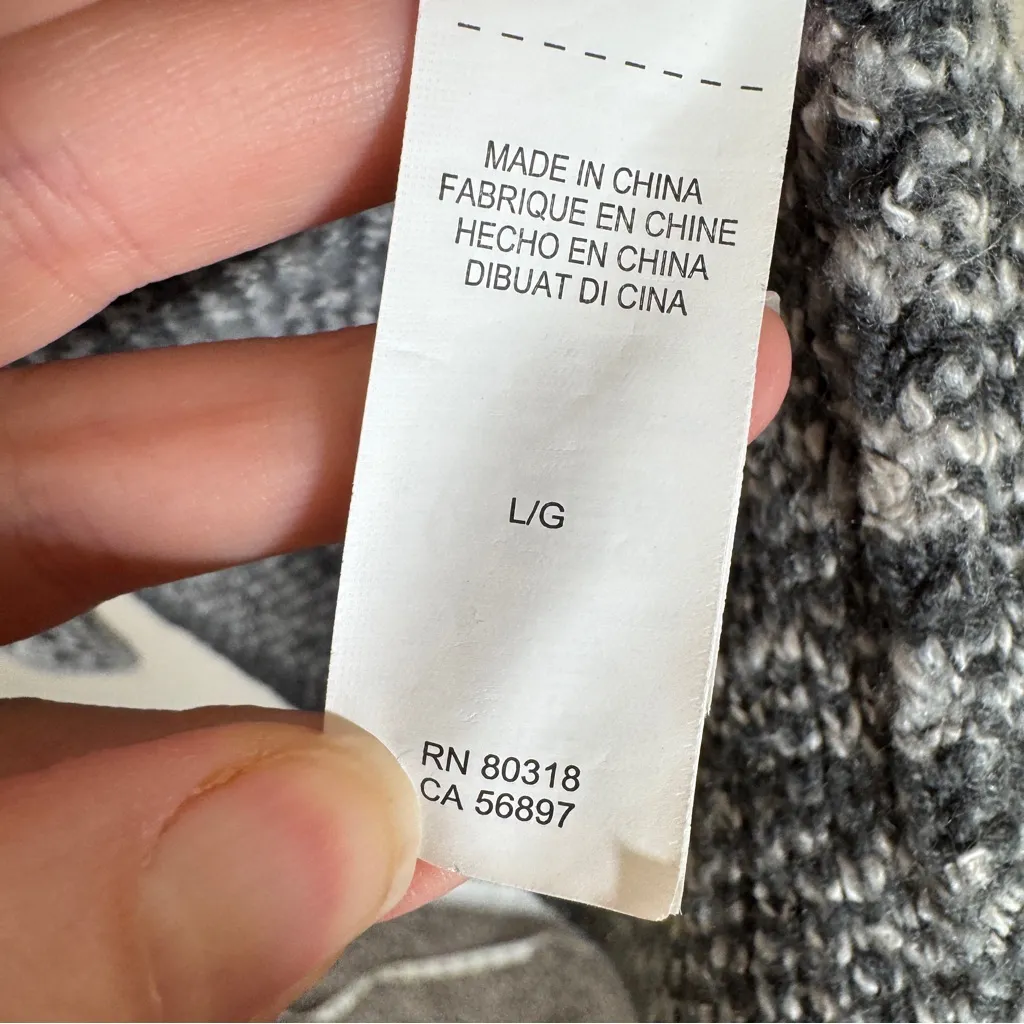 MADE IN CHINA
FABRIQUE EN CHINE
HECHO EN CHINA
DIBUAT DI CINA
L/G
RN 80318
CA 56897